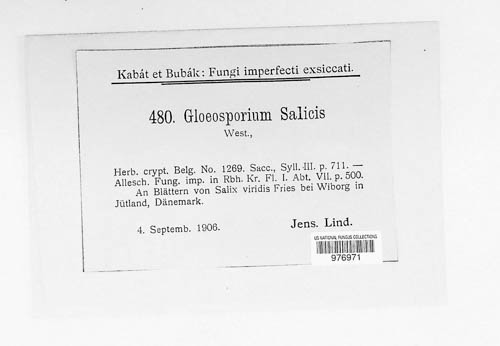 Kabát et Bubák: Fungi imperfecti exsiccati.
480. Gloeosporium Salicis
West.,
Herb. crypt. Belg. No. 1269. Sacc., Syll. III. p. 711. —
Allesch. Fung. imp. in Rbh. Kr. Fl. I. Abt. VII. p. 500.
An Blättern von Salix viridis Fries bei Wiborg in
Jütland, Dänemark.
4. Septemb. 1906.
Jens. Lind.
US NATIONAL FUNGUS COLLECTIONS
976971